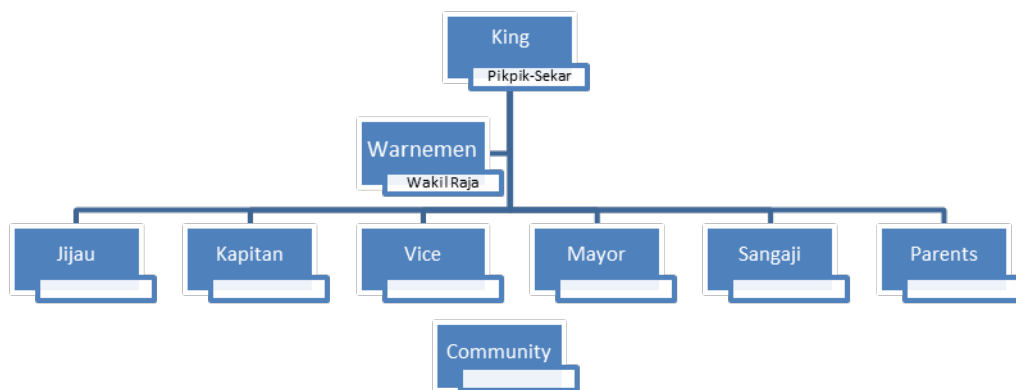 King
Pikpik-Sekar
Warnemen
Wakil Raja
Jijau
Kapitan
Vice
Mayor
Sangaji
Parents
Community